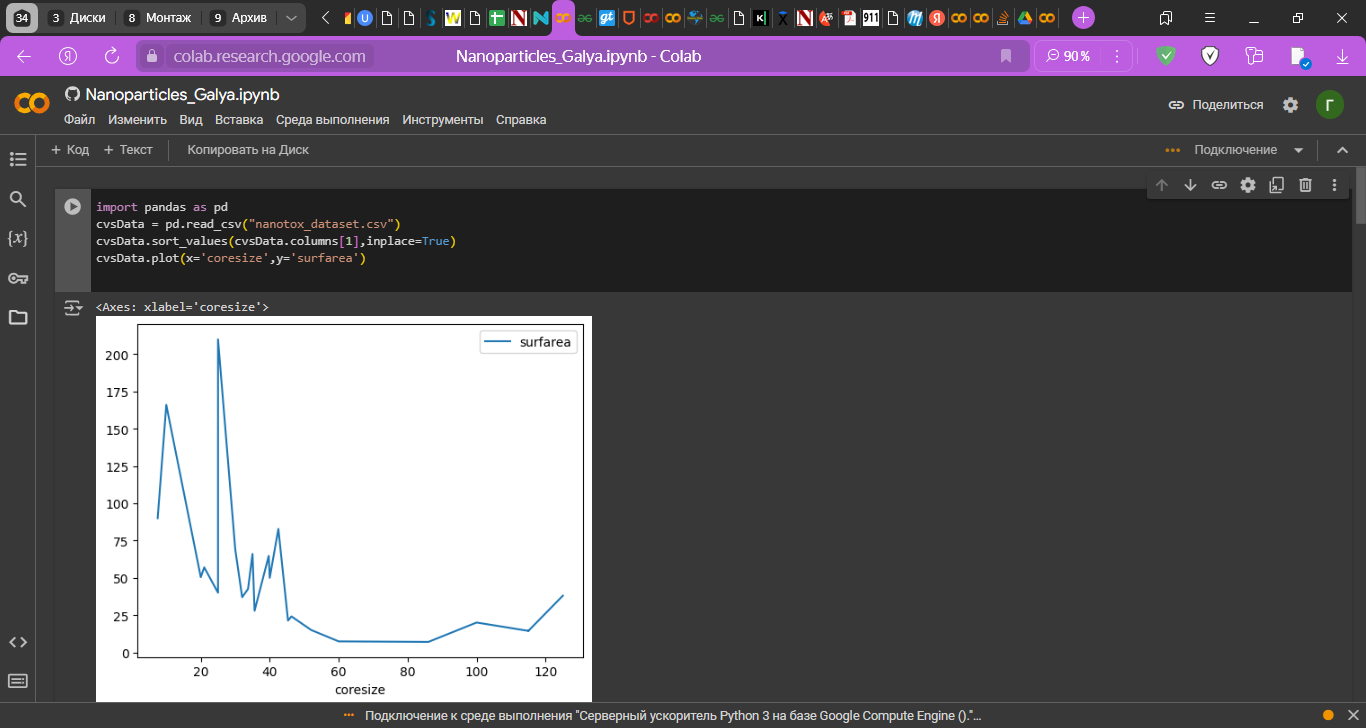 34 3 Диски 8 Монтаж 9 Архив
colab.research.google.com Nanoparticles_Galya.ipynb - Colab 90 %
Nanoparticles_Galya.ipynb Поделиться Г
Файл Изменить Вид Вставка Среда выполнения Инструменты Справка
+ Код + Текст Копировать на Диск Подключение
import pandas as pd
cvsData = pd.read_csv("nanotox_dataset.csv")
cvsData.sort_values(cvsData.columns[1],inplace=True)
cvsData.plot(x='coresize',y='surfarea')
<Axes: xlabel='coresize'>
surfarea
200
175
150
125
100
75
50
25
0
20 40 60 80 100 120
coresize
Подключение к среде выполнения "Серверный ускоритель Python 3 на базе Google Compute Engine ()."...